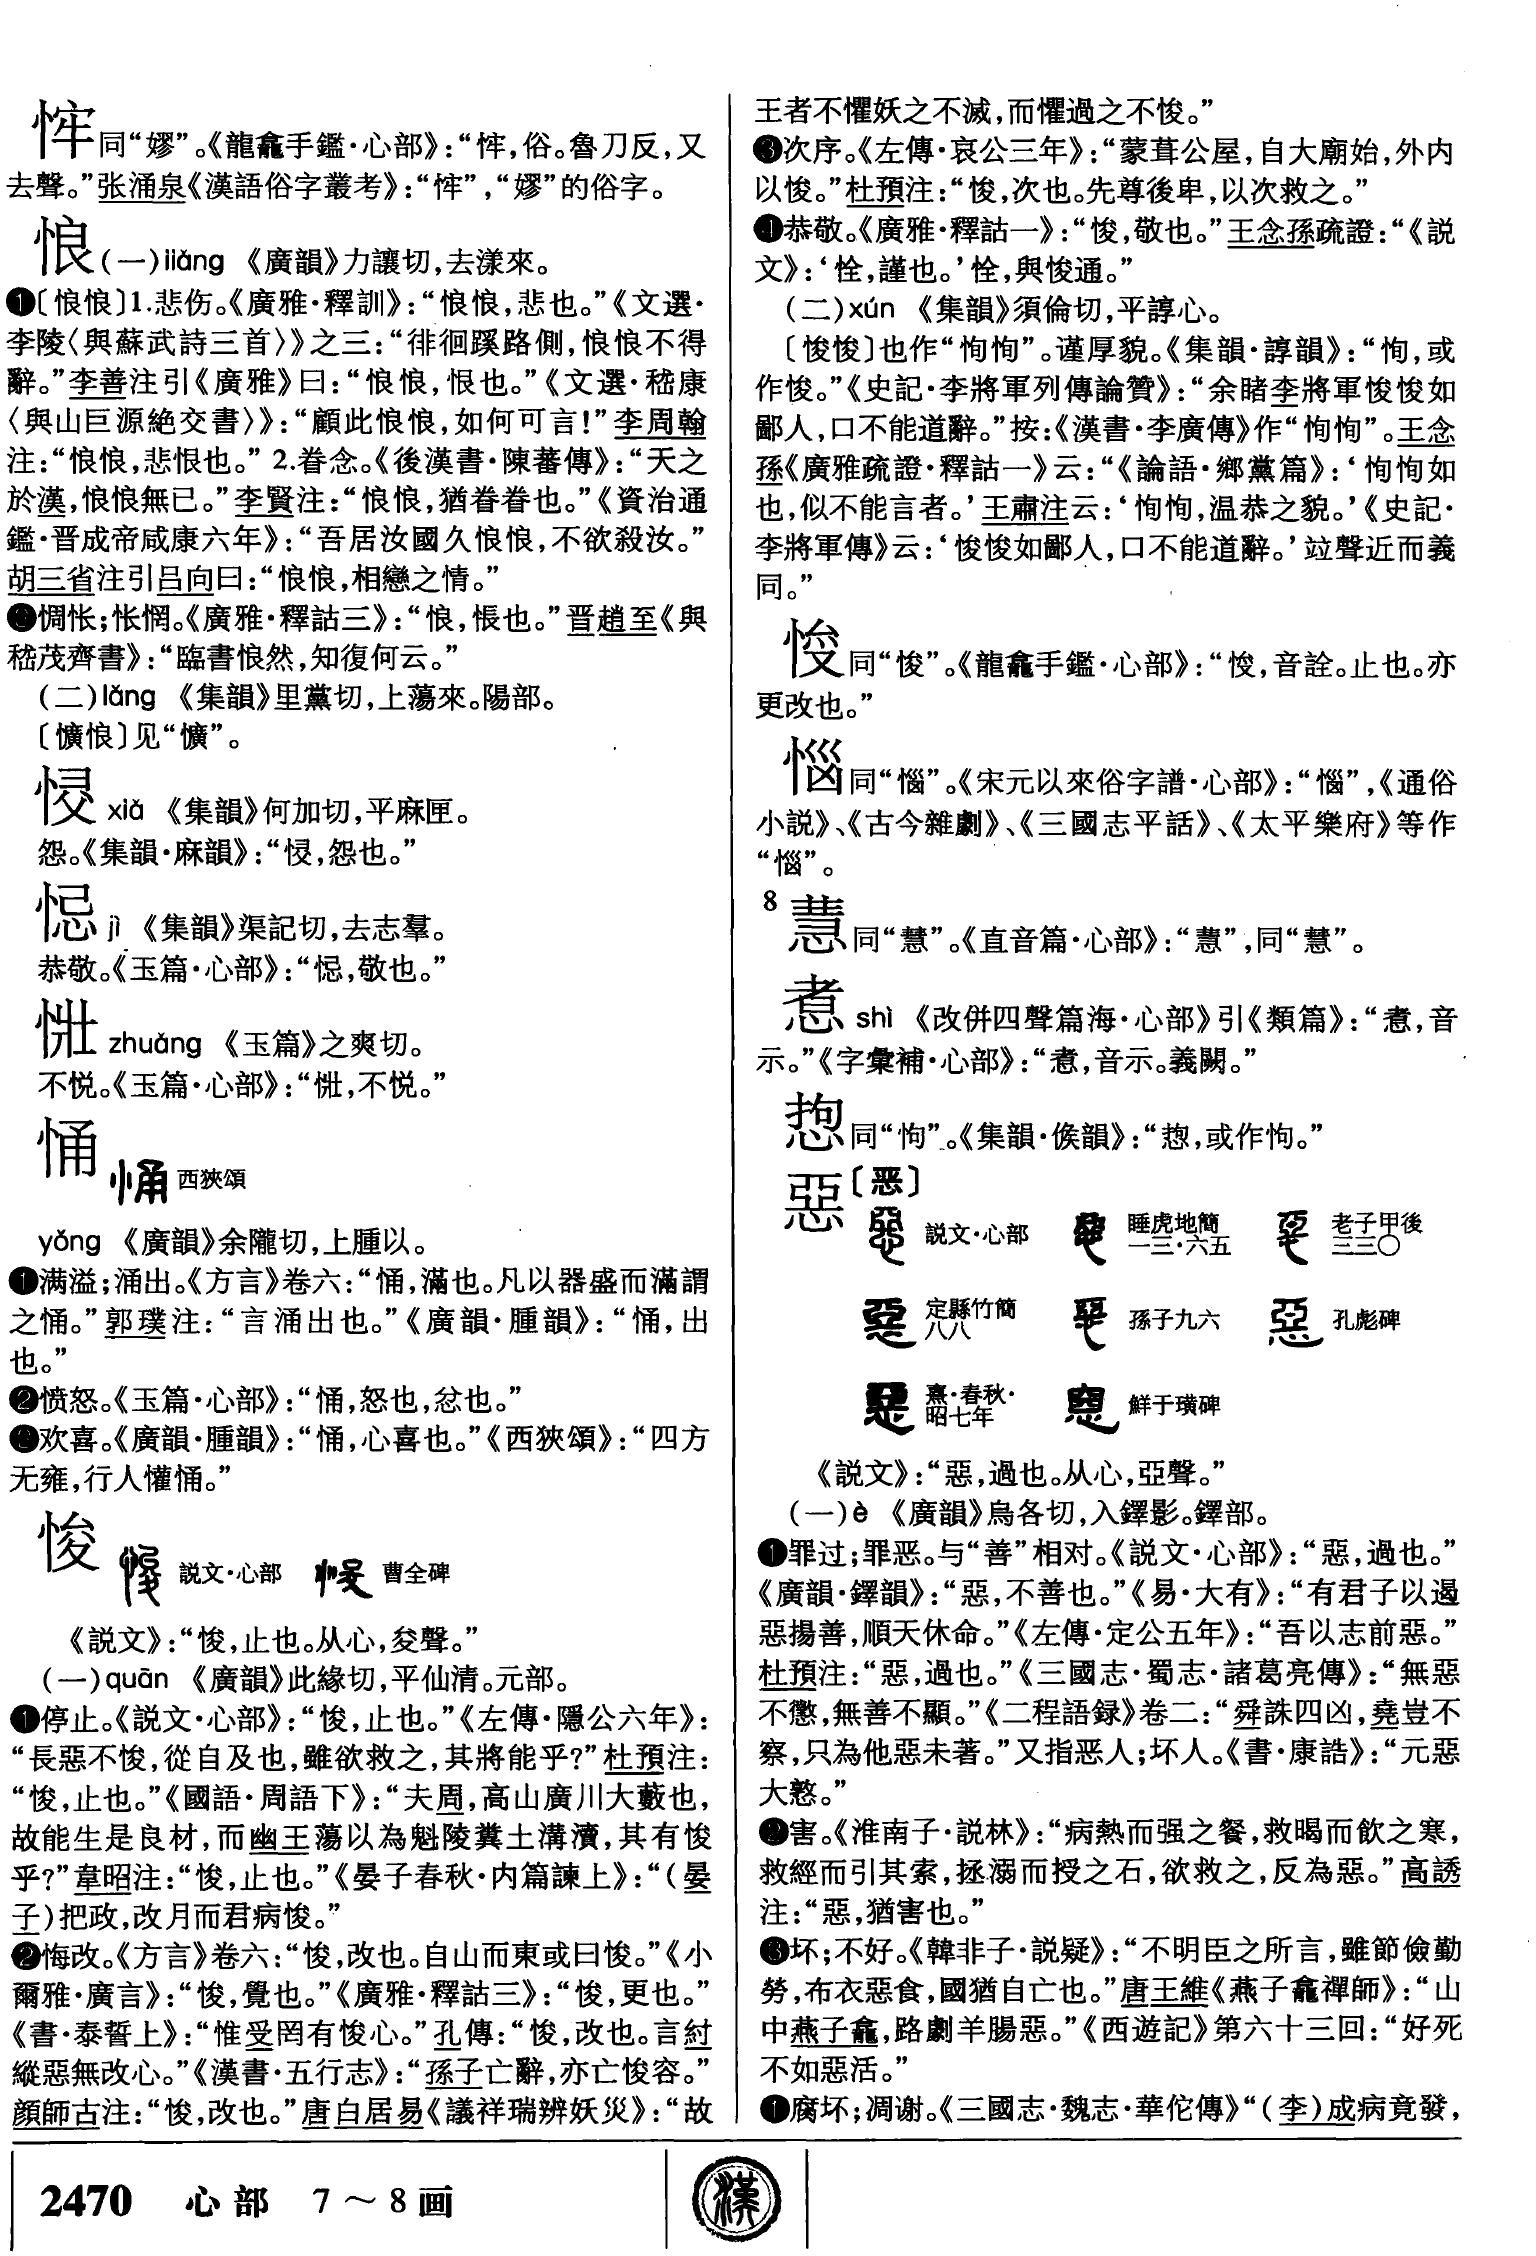 𢙾同“嫪”。《龍龕手鑑·心部》：“𢙾，俗。魯刀反，又
去聲。”张涌泉《漢語俗字叢考》：“𢙾”，“嫪”的俗字。
悢(一)liàng 《廣韻》力讓切，去漾來。
❶〔悢悢〕1.悲伤。《廣雅·釋訓》：“悢悢，悲也。”《文選·
李陵〈與蘇武詩三首〉》之三：“徘徊蹊路側，悢悢不得
辭。”李善注引《廣雅》曰：“悢悢，恨也。”《文選·嵇康
〈與山巨源絶交書〉》：“顧此悢悢，如何可言！”李周翰
注：“悢悢，悲恨也。” 2.眷念。《後漢書·陳蕃傳》：“天之
於漢，悢悢無已。”李賢注：“悢悢，猶眷眷也。”《資治通
鑑·晋成帝咸康六年》：“吾居汝國久悢悢，不欲殺汝。”
胡三省注引吕向曰：“悢悢，相戀之情。”
❷惆怅；怅惘。《廣雅·釋詁三》：“悢，悵也。”晋趙至《與
嵇茂齊書》：“臨書悢然，知復何云。”
(二)lǎng 《集韻》里黨切，上蕩來。陽部。
〔懭悢〕见“懭”。
xiá 《集韻》何加切，平麻匣。
怨。《集韻·麻韻》：“，怨也。”
㤅jì 《集韻》渠記切，去志羣。
恭敬。《玉篇·心部》：“，敬也。”
zhuǎng 《玉篇》之爽切。
不悦。《玉篇·心部》：“，不悦。”
悀
西狹頌
yǒng 《廣韻》余隴切，上腫以。
❶满溢；涌出。《方言》卷六：“悀，滿也。凡以器盛而滿謂
之悀。”郭璞注：“言涌出也。”《廣韻·腫韻》：“悀，出
也。”
❷愤怒。《玉篇·心部》：“悀，怒也，忿也。”
❸欢喜。《廣韻·腫韻》：“悀，心喜也。”《西狹頌》：“四方
无雍，行人懽悀。”
悛
説文·心部 曹全碑
《説文》：“悛，止也。从心，夋聲。”
(一)quān 《廣韻》此緣切，平仙清。元部。
❶停止。《説文·心部》：“悛，止也。”《左傳·隱公六年》：
“長惡不悛，從自及也，雖欲救之，其將能乎？”杜預注：
“悛，止也。”《國語·周語下》：“夫周，高山廣川大藪也，
故能生是良材，而幽王蕩以為魁陵糞土溝瀆，其有悛
乎？”韋昭注：“悛，止也。”《晏子春秋·内篇諫上》：“（晏
子）把政，改月而君病悛。”
❷悔改。《方言》卷六：“悛，改也。自山而東或曰悛。”《小
爾雅·廣言》：“悛，覺也。”《廣雅·釋詁三》：“悛，更也。”
《書·泰誓上》：“惟受罔有悛心。”孔傳：“悛，改也。言紂
縱惡無改心。”《漢書·五行志》：“孫子亡辭，亦亡悛容。”
顔師古注：“悛，改也。”唐白居易《議祥瑞辨妖災》：“故
王者不懼妖之不滅，而懼過之不悛。”
❸次序。《左傳·哀公三年》：“蒙葺公屋，自大廟始，外内
以悛。”杜預注：“悛，次也。先尊後卑，以次救之。”
❹恭敬。《廣雅·釋詁一》：“悛，敬也。”王念孫疏證：“《説
文》：‘恮，謹也。’恮，與悛通。”
(二)xún 《集韻》須倫切，平諄心。
〔悛悛〕也作“恂恂”。谨厚貌。《集韻·諄韻》：“恂，或
作悛。”《史記·李將軍列傳論贊》：“余睹李將軍悛悛如
鄙人，口不能道辭。”按：《漢書·李廣傳》作“恂恂”。王念
孫《廣雅疏證·釋詁一》云：“《論語·鄉黨篇》：‘恂恂如
也，似不能言者。’王肅注云：‘恂恂，温恭之貌。’《史記·
李將軍傳》云：‘悛悛如鄙人，口不能道辭。’竝聲近而義
同。”
同“悛”。《龍龕手鑑·心部》：“，音詮。止也。亦
更改也。”
同“惱”。《宋元以來俗字譜·心部》：“惱”，《通俗
小説》、《古今雜劇》、《三國志平話》、《太平樂府》等作
“”。
8
同“慧”。《直音篇·心部》：“”，同“慧”。
shì 《改併四聲篇海·心部》引《類篇》：“，音
示。”《字彙補·心部》：“，音示。義闕。”
同“怐”。《集韻·候韻》：“，或作怐。”
惡〔恶〕
説文·心部 睡虎地簡一三·六五 老子甲後三三〇
定縣竹簡八八 孫子九六 孔彪碑
熹·春秋·昭七年 鮮于璜碑
《説文》：“惡，過也。从心，亞聲。”
(一)è 《廣韻》烏各切，入鐸影。鐸部。
❶罪过；罪恶。与“善”相对。《説文·心部》：“惡，過也。”
《廣韻·鐸韻》：“惡，不善也。”《易·大有》：“有君子以遏
惡揚善，順天休命。”《左傳·定公五年》：“吾以志前惡。”
杜預注：“惡，過也。”《三國志·蜀志·諸葛亮傳》：“無惡
不懲，無善不顯。”《二程語録》卷二：“舜誅四凶，堯豈不
察，只為他惡未著。”又指恶人；坏人。《書·康誥》：“元惡
大憝。”
❷害。《淮南子·説林》：“病熱而强之餐，救暍而飲之寒，
救經而引其索，拯溺而授之石，欲救之，反為惡。”高誘
注：“惡，猶害也。”
❸坏；不好。《韓非子·説疑》：“不明臣之所言，雖節儉勤
勞，布衣惡食，國猶自亡也。”唐王維《燕子龕禪師》：“山
中燕子龕，路劇羊腸惡。”《西遊記》第六十三回：“好死
不如惡活。”
❹腐坏；凋谢。《三國志·魏志·華佗傳》“（李）成病竟發，
2470 心部 7～8画
漢